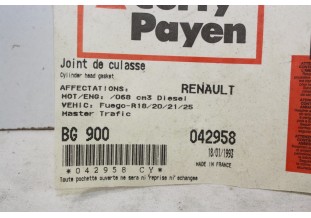 Curty
Payen
Joint de culasse
Cylinder head gasket
AFFECTATIONS: RENAULT
MOT/ENG: /068 cm3 Diesel
VEHIC: Fuego-R18/20/21/25
Master Trafic
BG 900 042958
18/01/1993
*042958 CY*
MADE IN FRANCE
Toute pochette ouverte ne sera ni reprise ni échangée